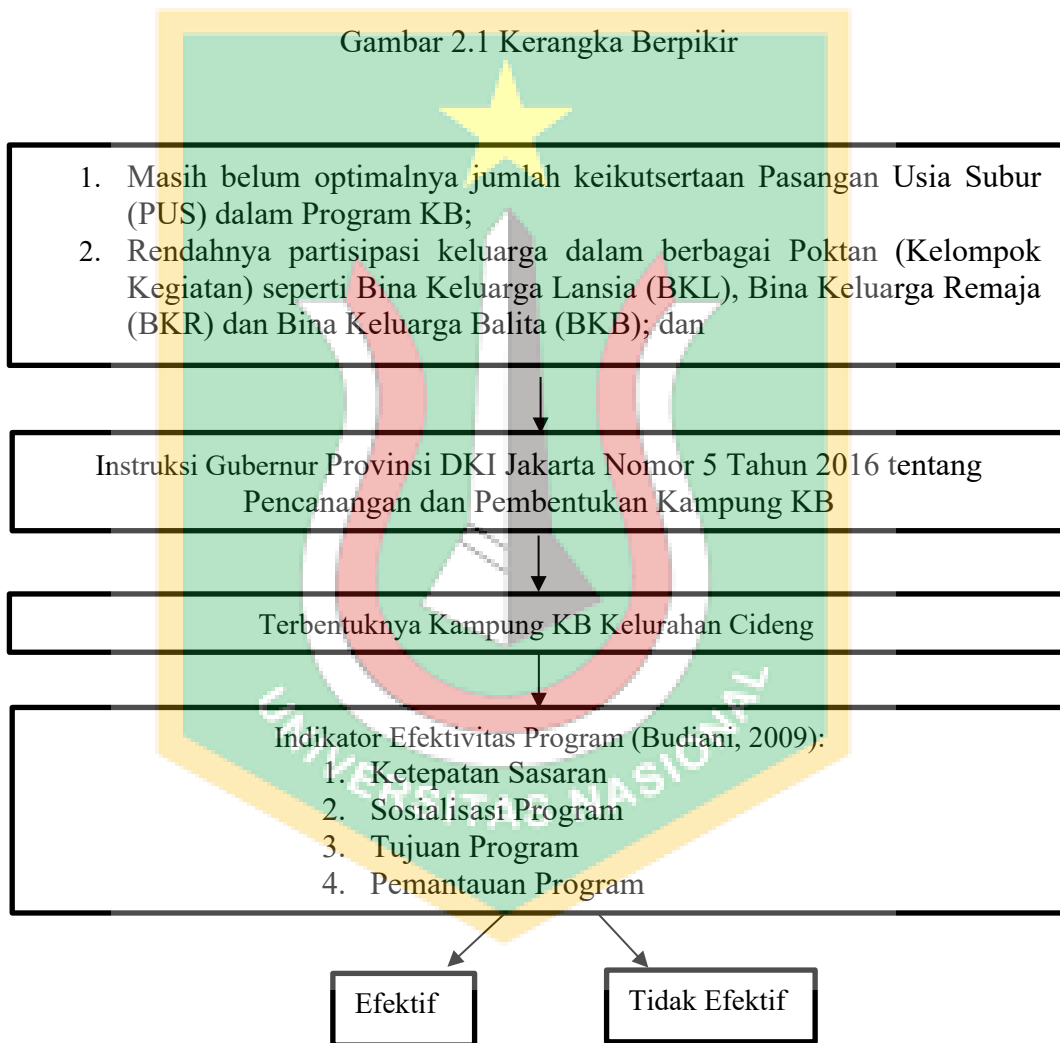 Gambar 2.1 Kerangka Berpikir
1. Masih belum optimalnya jumlah keikutsertaan Pasangan Usia Subur
(PUS) dalam Program KB;
2. Rendahnya partisipasi keluarga dalam berbagai Poktan (Kelompok
Kegiatan) seperti Bina Keluarga Lansia (BKL), Bina Keluarga Remaja
(BKR) dan Bina Keluarga Balita (BKB); dan
Instruksi Gubernur Provinsi DKI Jakarta Nomor 5 Tahun 2016 tentang
Pencanangan dan Pembentukan Kampung KB
Terbentuknya Kampung KB Kelurahan Cideng
Indikator Efektivitas Program (Budiani, 2009):
1. Ketepatan Sasaran
2. Sosialisasi Program
3. Tujuan Program
4. Pemantauan Program
UNIVERSITAS NASIONAL
Efektif
Tidak Efektif